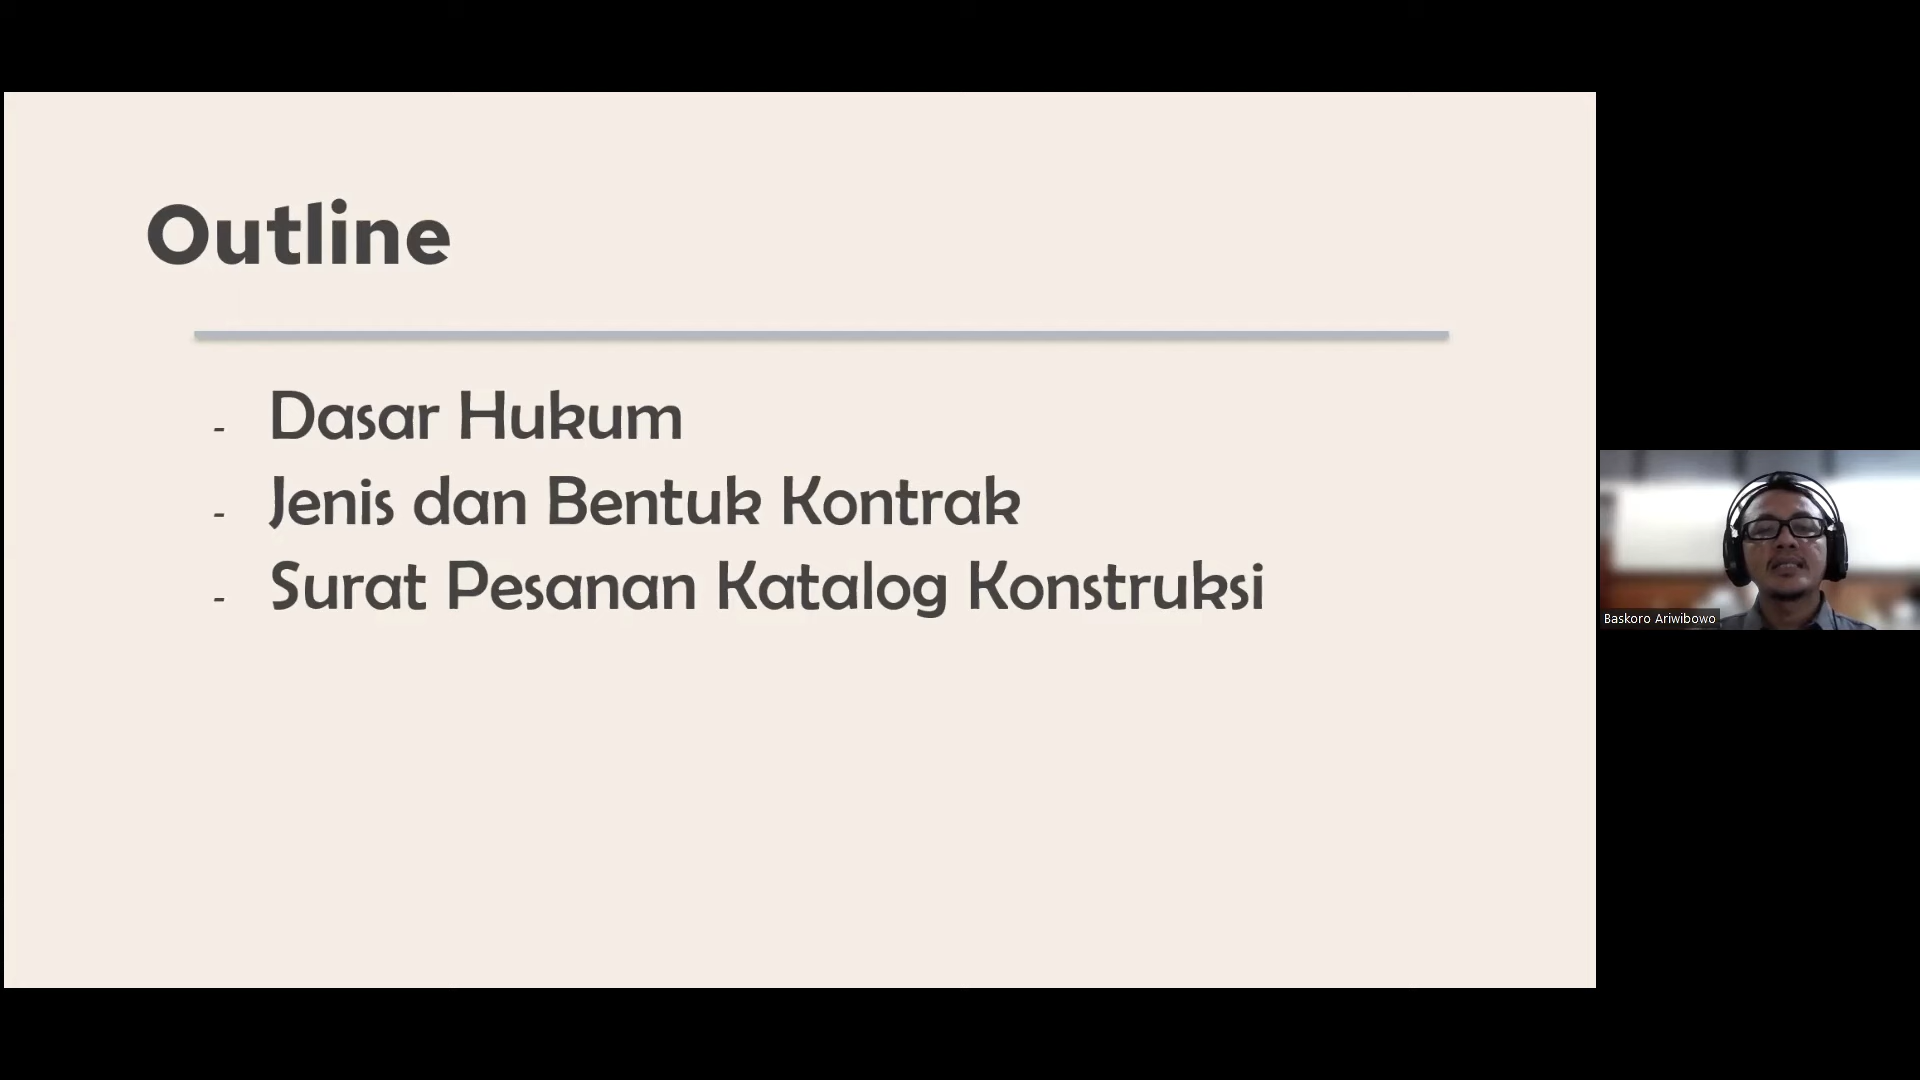 Outline
- Dasar Hukum
- Jenis dan Bentuk Kontrak
- Surat Pesanan Katalog Konstruksi
Baskoro Ariwibowo